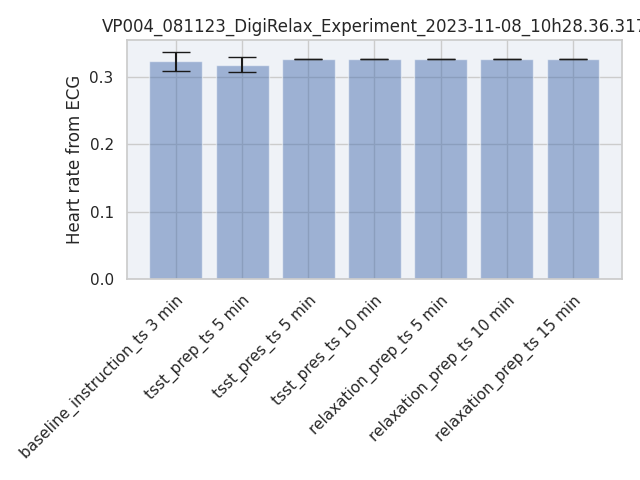 VP004_081123_DigiRelax_Experiment_2023-11-08_10h28.36.317
Heart rate from ECG
0.3
0.2
0.1
0.0
baseline_instruction_ts 3 min
tsst_prep_ts 5 min
tsst_pres_ts 5 min
tsst_pres_ts 10 min
relaxation_prep_ts 5 min
relaxation_prep_ts 10 min
relaxation_prep_ts 15 min